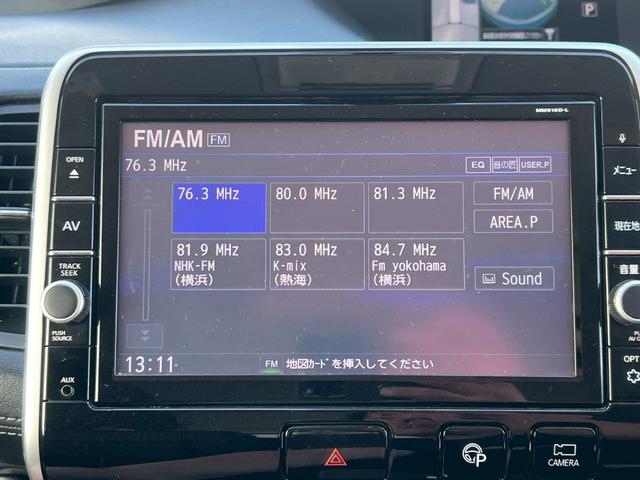 P
MM518D-L
FM/AM FM
76.3 MHz EQ 音の匠 USER.P
76.3 MHz 80.0 MHz 81.3 MHz FM/AM
AREA.P
81.9 MHz 83.0 MHz 84.7 MHz
NHK-FM K-mix Fm yokohama
(横浜) (熱海) (横浜)
Sound
13:11 FM 地図カードを挿入してください
OPEN
AV
TRACK
SEEK
PUSH
SOURCE
AUX
メニュー
現在地
音量
OPT
P
CAMERA